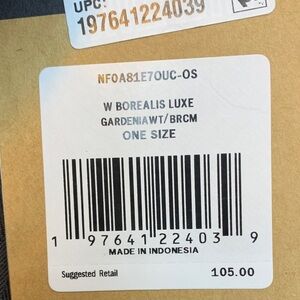 UPC:
197641224039
NF0A81E7OUC-OS
W BOREALIS LUXE
GARDENIAWT/BRCM
ONE SIZE
1 97641 22403 9
MADE IN INDONESIA
Suggested Retail 105.00